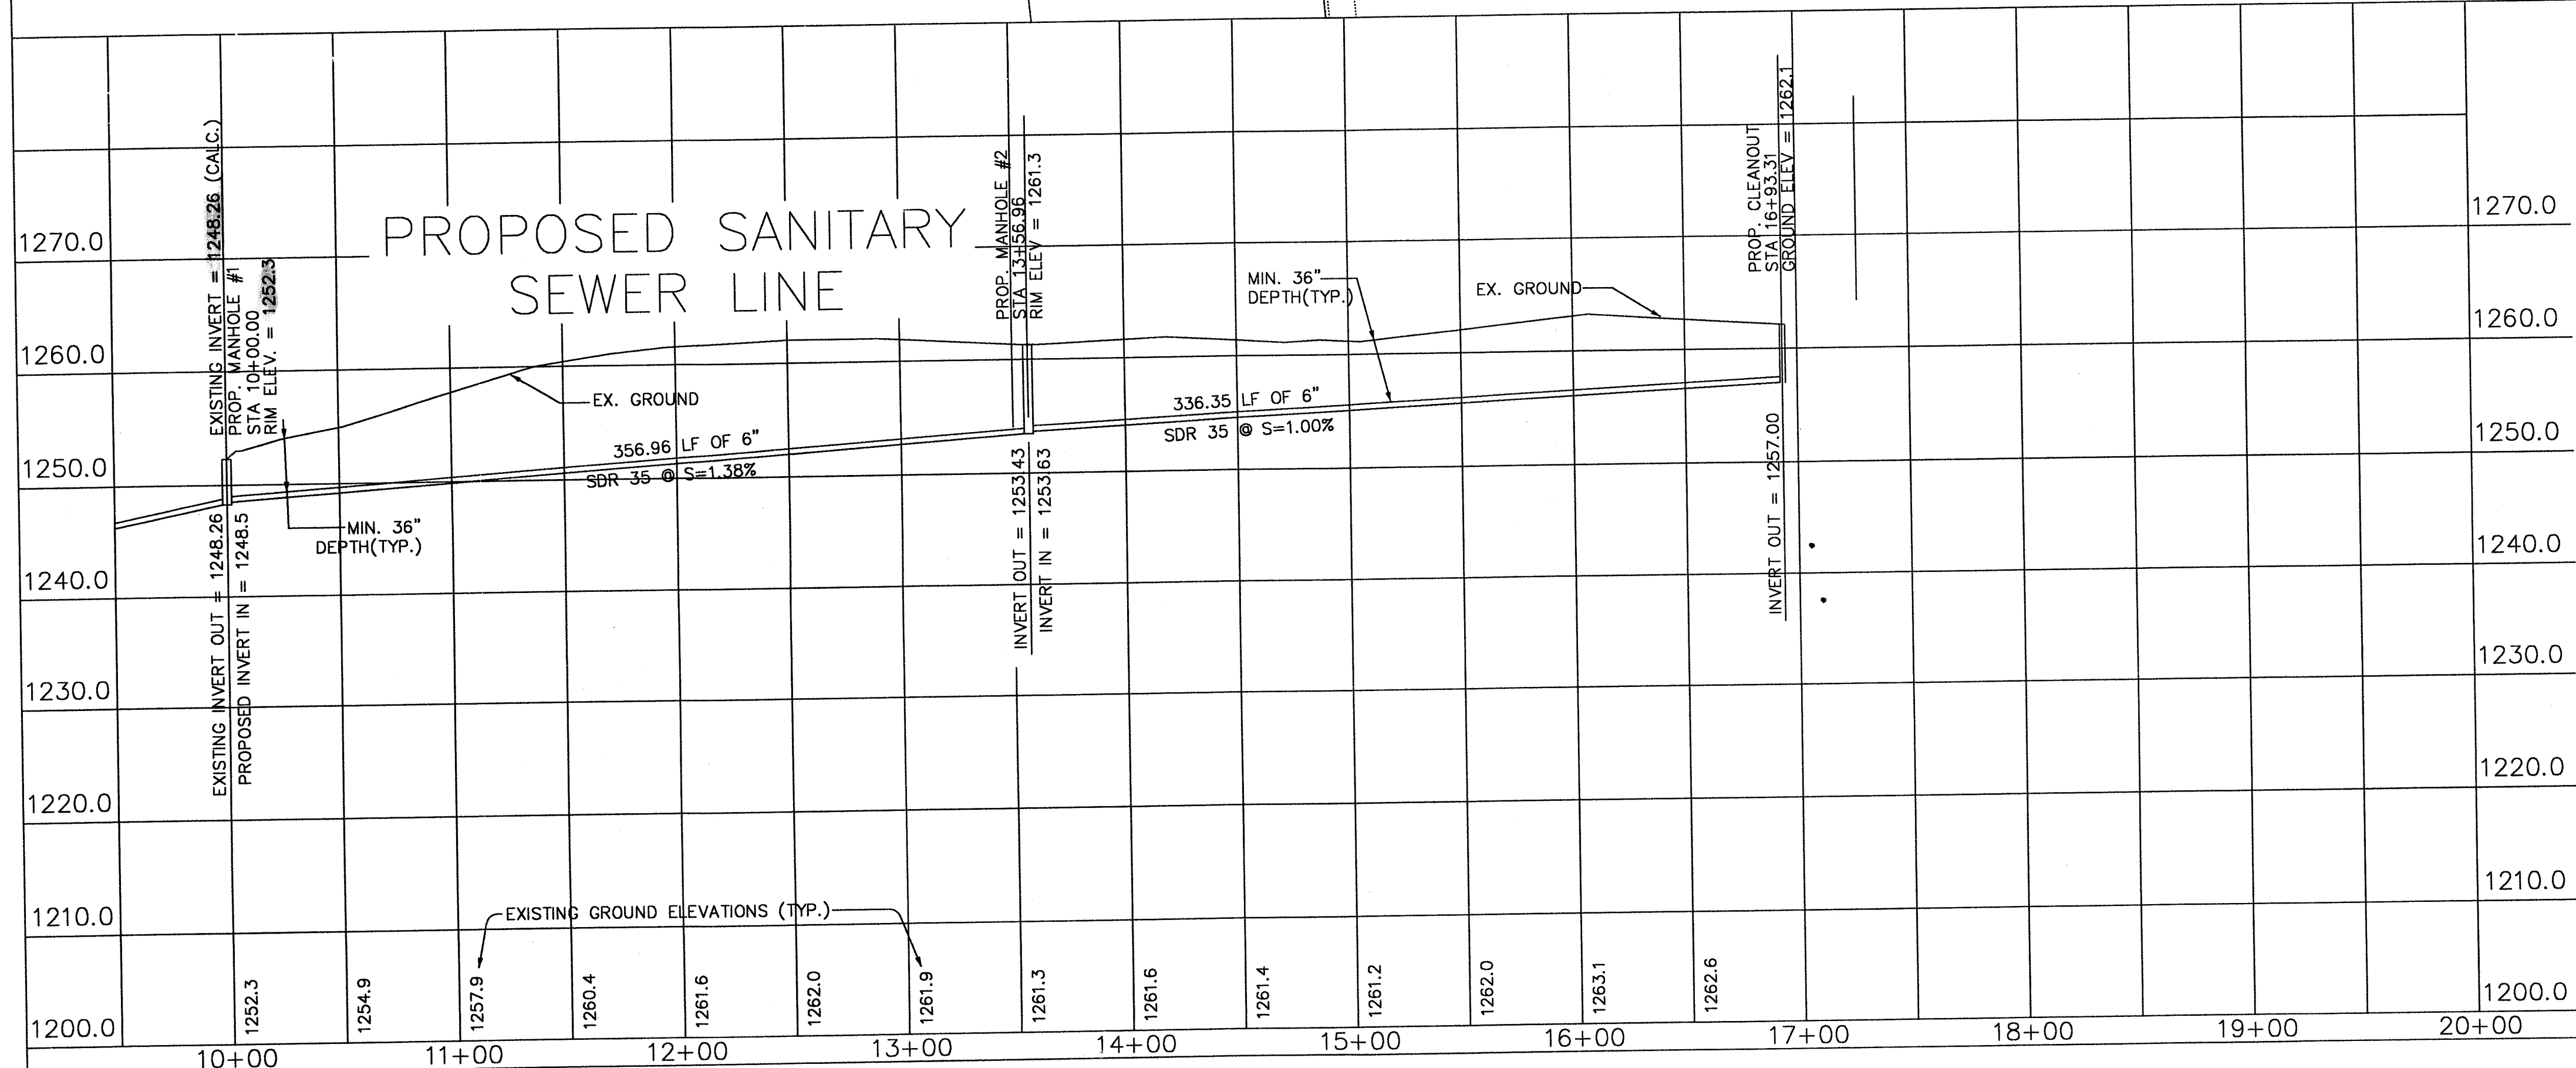 PROPOSED SANITARY
SEWER LINE
EXISTING INVERT = 1248.26 (CALC.)
PROP. MANHOLE #1
STA 10+00.00
RIM ELEV. = 1252.3
PROP. MANHOLE #2
STA 13+56.96
RIM ELEV = 1261.3
PROP. CLEANOUT
STA 16+93.31
GROUND ELEV = 1262.1
1270.0
1270.0
1260.0
1260.0
1250.0
1250.0
1240.0
1240.0
1230.0
1230.0
1220.0
1220.0
1210.0
1210.0
1200.0
1200.0
EX. GROUND
MIN. 36"
DEPTH(TYP.)
EX. GROUND
356.96 LF OF 6"
SDR 35 @ S=1.38%
336.35 LF OF 6"
SDR 35 @ S=1.00%
MIN. 36"
DEPTH(TYP.)
EXISTING INVERT OUT = 1248.26
PROPOSED INVERT IN = 1248.5
INVERT OUT = 1253.43
INVERT IN = 1253.63
INVERT OUT = 1257.00
EXISTING GROUND ELEVATIONS (TYP.)
1252.3
1254.9
1257.9
1260.4
1261.6
1262.0
1261.9
1261.3
1261.6
1261.4
1261.2
1262.0
1263.1
1262.6
10+00
11+00
12+00
13+00
14+00
15+00
16+00
17+00
18+00
19+00
20+00